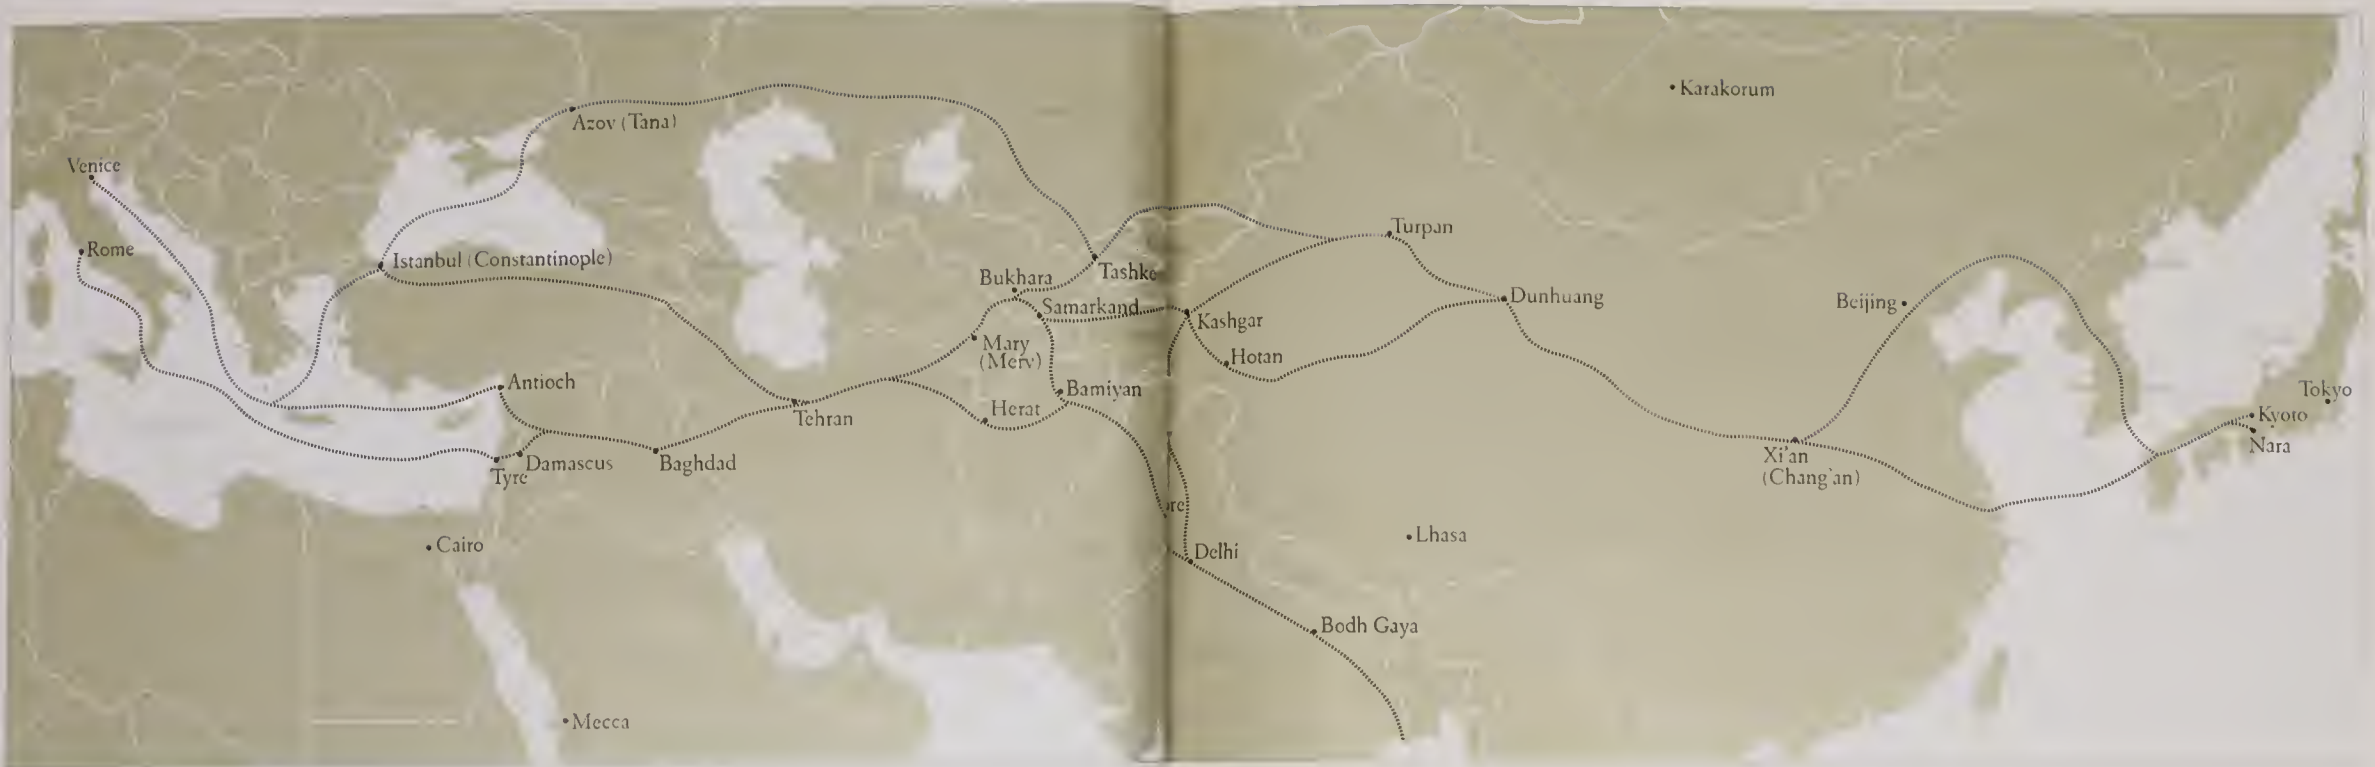 Karakorum
Azov (Tana)
Venice
Rome
Istanbul (Constantinople)
Turpan
Bukhara
Tashke
Samarkand
Kashgar
Dunhuang
Beijing
Mary
(Merv)
Hotan
Antioch
Bamiyan
Herat
Tehran
Tokyo
Kyoto
Nara
Tyre
Damascus
Baghdad
Xi'an
(Chang'an)
re
Cairo
Delhi
Lhasa
Bodh Gaya
Mecca